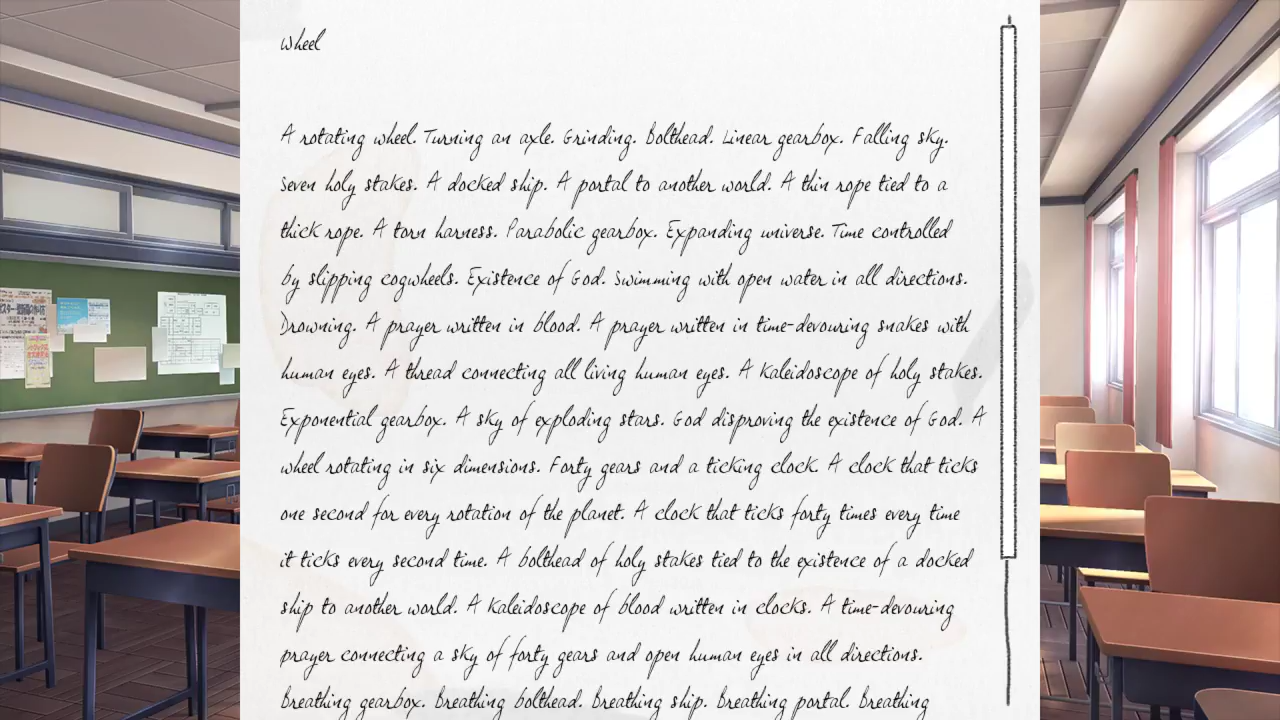 Wheel
A rotating wheel. Turning an axle. Grinding. Bolthead. Linear gearbox. Falling sky.
Seven holy stakes. A docked ship. A portal to another world. A thin rope tied to a
thick rope. A torn harness. Parabolic gearbox. Expanding universe. Time controlled
by slipping cogwheels. Existence of God. Swimming with open water in all directions.
Drowning. A prayer written in blood. A prayer written in time-devouring snakes with
human eyes. A thread connecting all living human eyes. A kaleidoscope of holy stakes.
Exponential gearbox. A sky of exploding stars. God disproving the existence of God. A
wheel rotating in six dimensions. Forty gears and a ticking clock. A clock that ticks
one second for every rotation of the planet. A clock that ticks forty times every time
it ticks every second time. A bolthead of holy stakes tied to the existence of a docked
ship to another world. A kaleidoscope of blood written in clocks. A time-devouring
prayer connecting a sky of forty gears and open human eyes in all directions.
Breathing gearbox. Breathing bolthead. Breathing ship. Breathing portal. Breathing